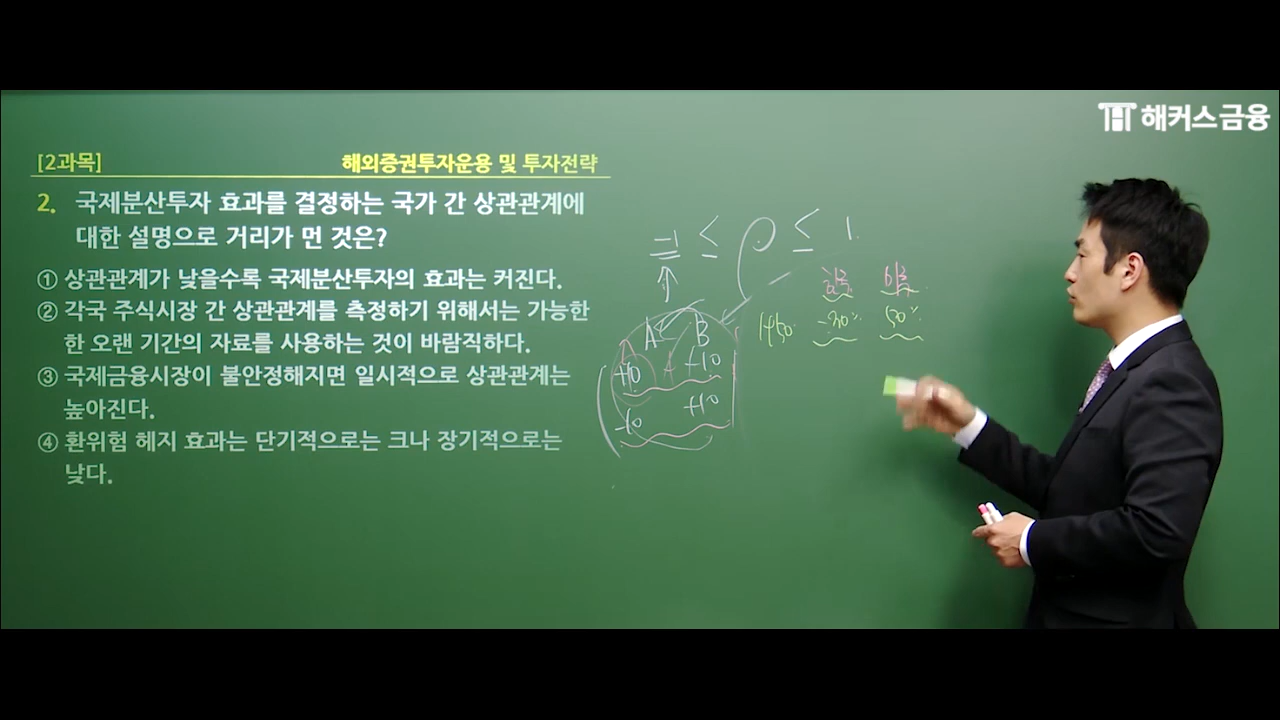 해커스금융
[2과목] 해외증권투자운용 및 투자전략
2. 국제분산투자 효과를 결정하는 국가 간 상관관계에
대한 설명으로 거리가 먼 것은?
① 상관관계가 낮을수록 국제분산투자의 효과는 커진다.
② 각국 주식시장 간 상관관계를 측정하기 위해서는 가능한
한 오랜 기간의 자료를 사용하는 것이 바람직하다.
③ 국제금융시장이 불안정해지면 일시적으로 상관관계는
높아진다.
④ 환위험 헤지 효과는 단기적으로는 크나 장기적으로는
낮다.
-1 ≤ ρ ≤ 1
A B
+10 +10
-10 +10
1950 -30% 50%